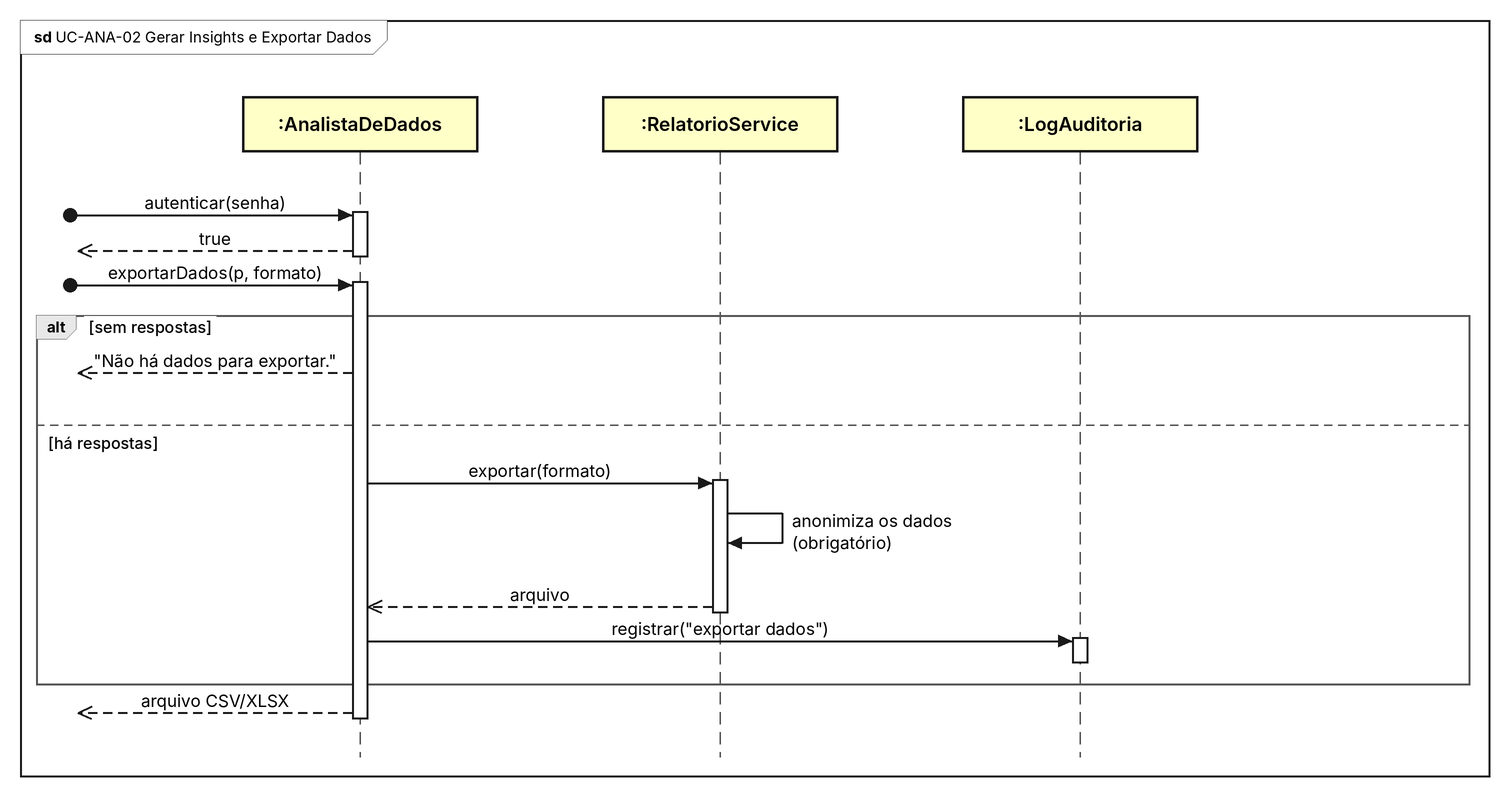 sd UC-ANA-02 Gerar Insights e Exportar Dados
:AnalistaDeDados
:RelatorioService
:LogAuditoria
autenticar(senha)
true
exportarDados(p, formato)
alt [sem respostas]
"Não há dados para exportar."
[há respostas]
exportar(formato)
anonimiza os dados
(obrigatório)
arquivo
registrar("exportar dados")
arquivo CSV/XLSX